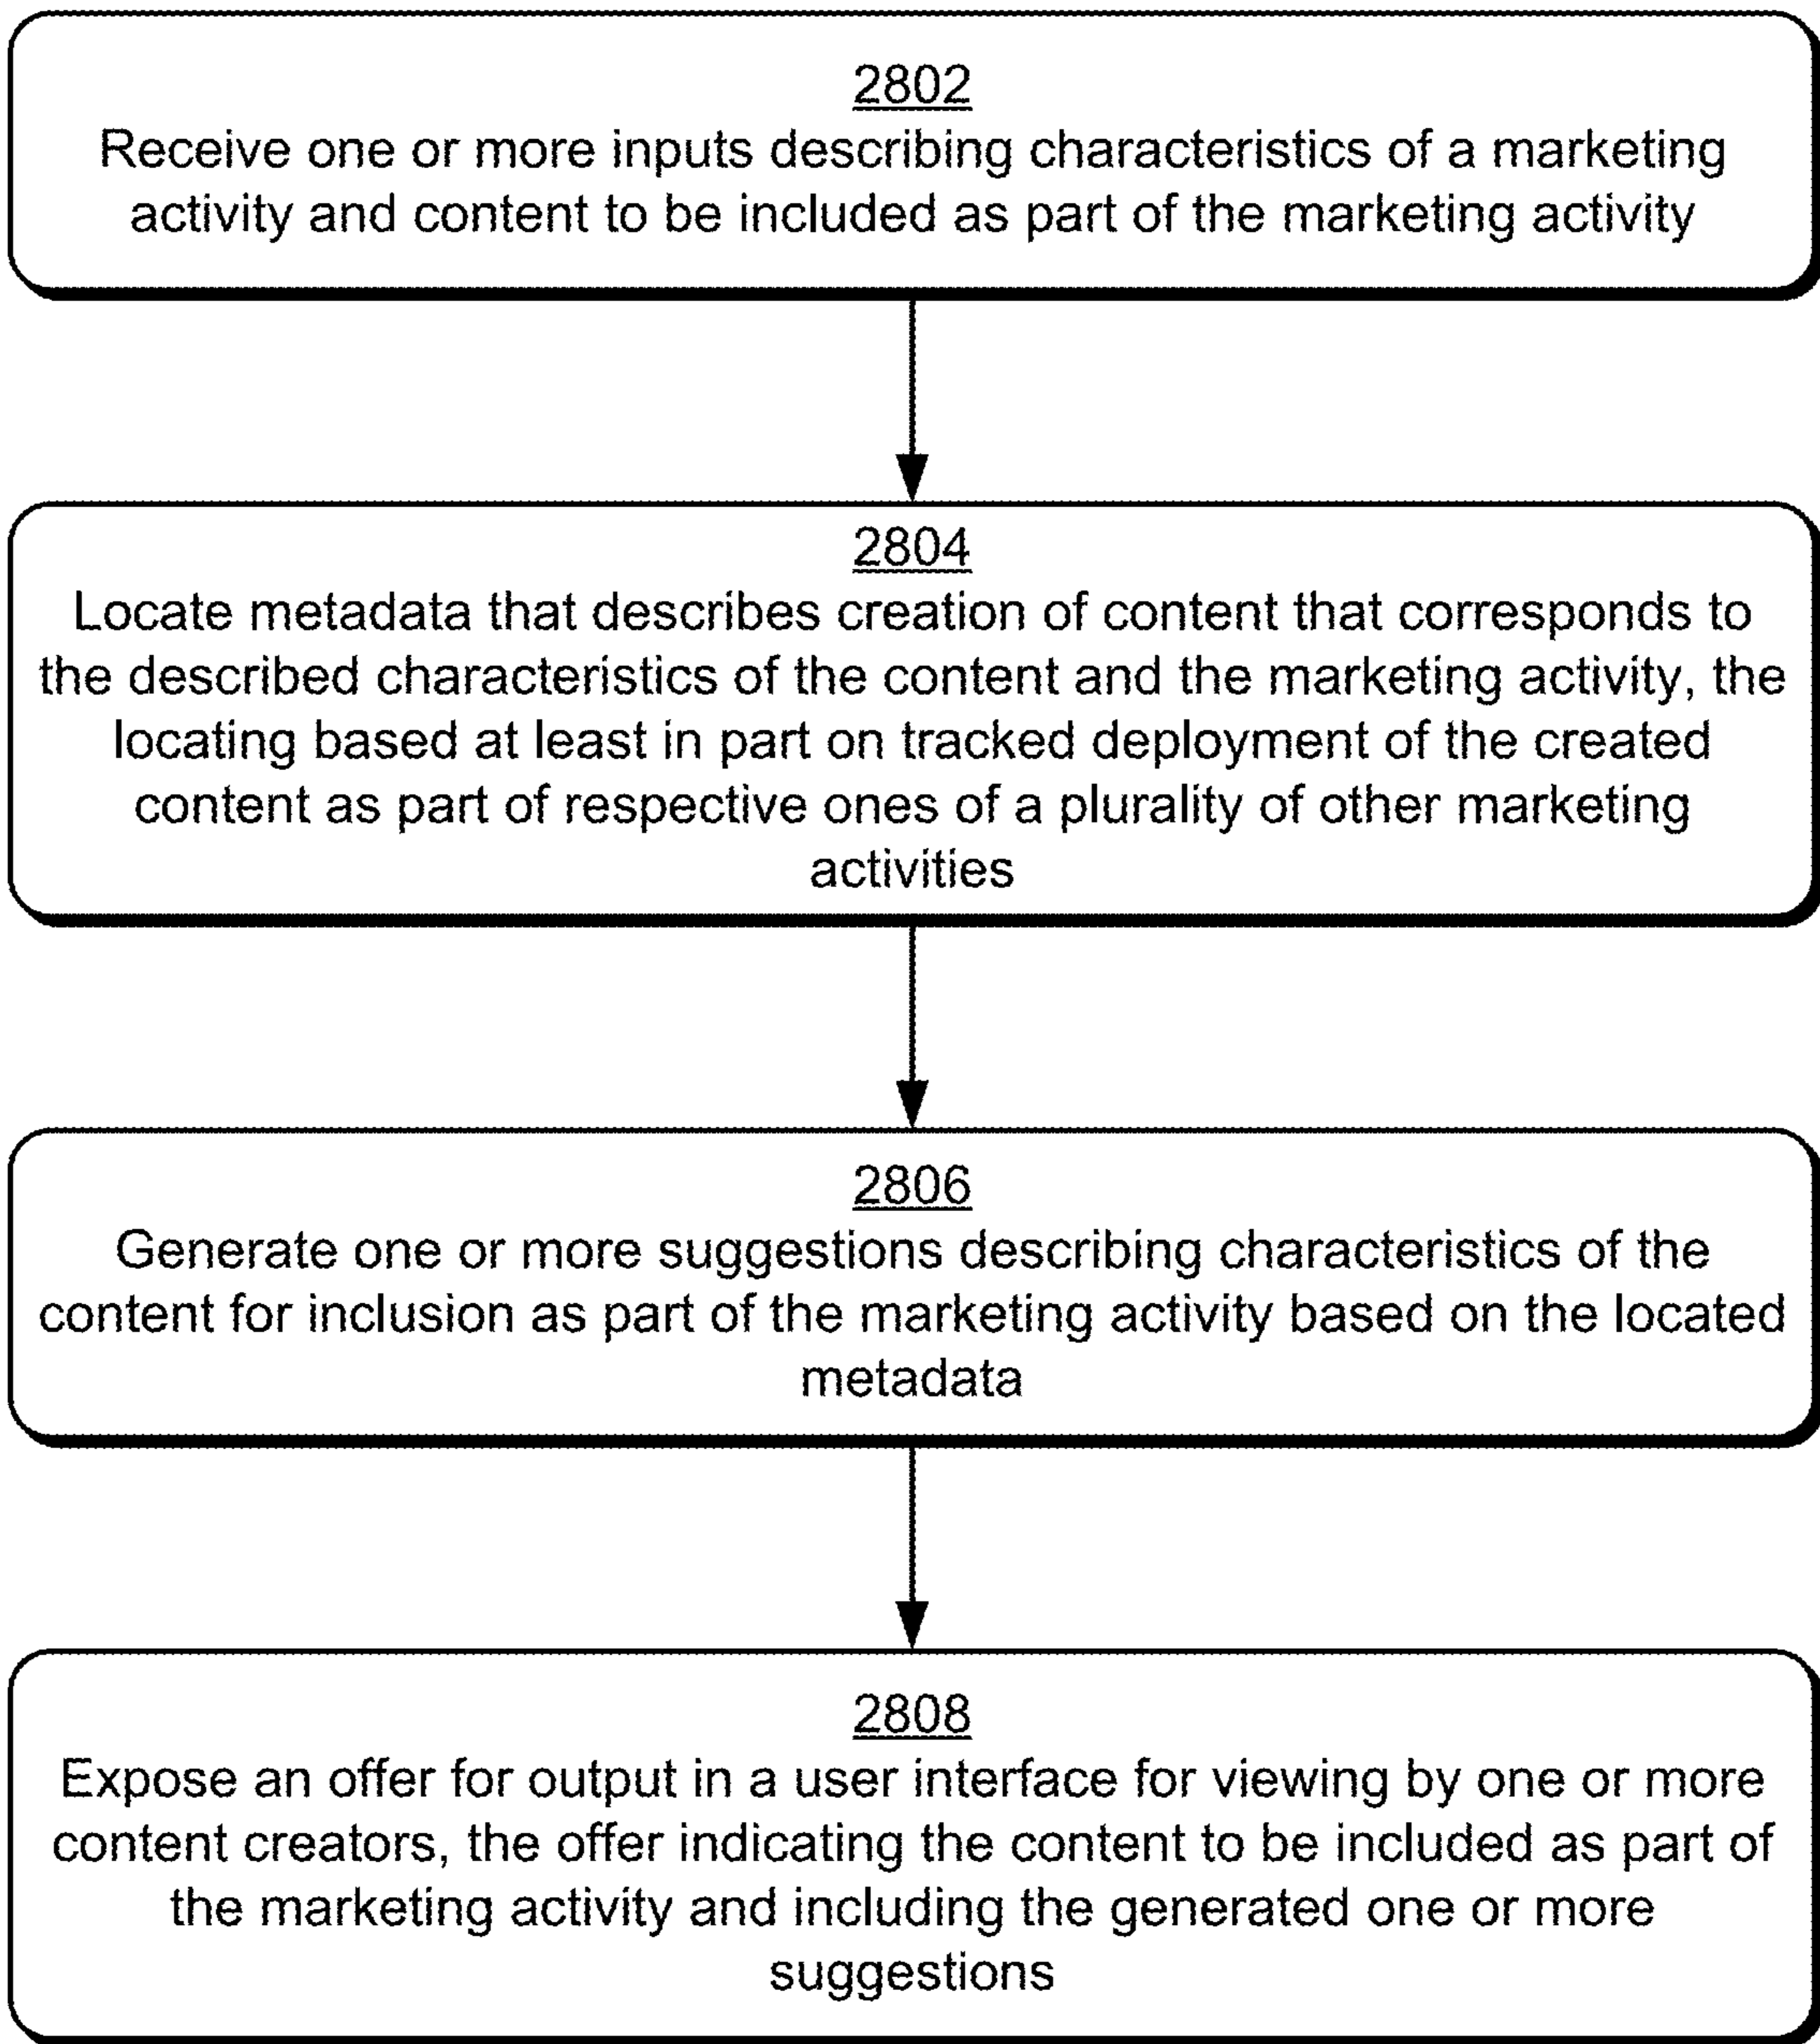 2802
Receive one or more inputs describing characteristics of a marketing
activity and content to be included as part of the marketing activity
2804
Locate metadata that describes creation of content that corresponds to
the described characteristics of the content and the marketing activity, the
locating based at least in part on tracked deployment of the created
content as part of respective ones of a plurality of other marketing
activities
2806
Generate one or more suggestions describing characteristics of the
content for inclusion as part of the marketing activity based on the located
metadata
2808
Expose an offer for output in a user interface for viewing by one or more
content creators, the offer indicating the content to be included as part of
the marketing activity and including the generated one or more
suggestions